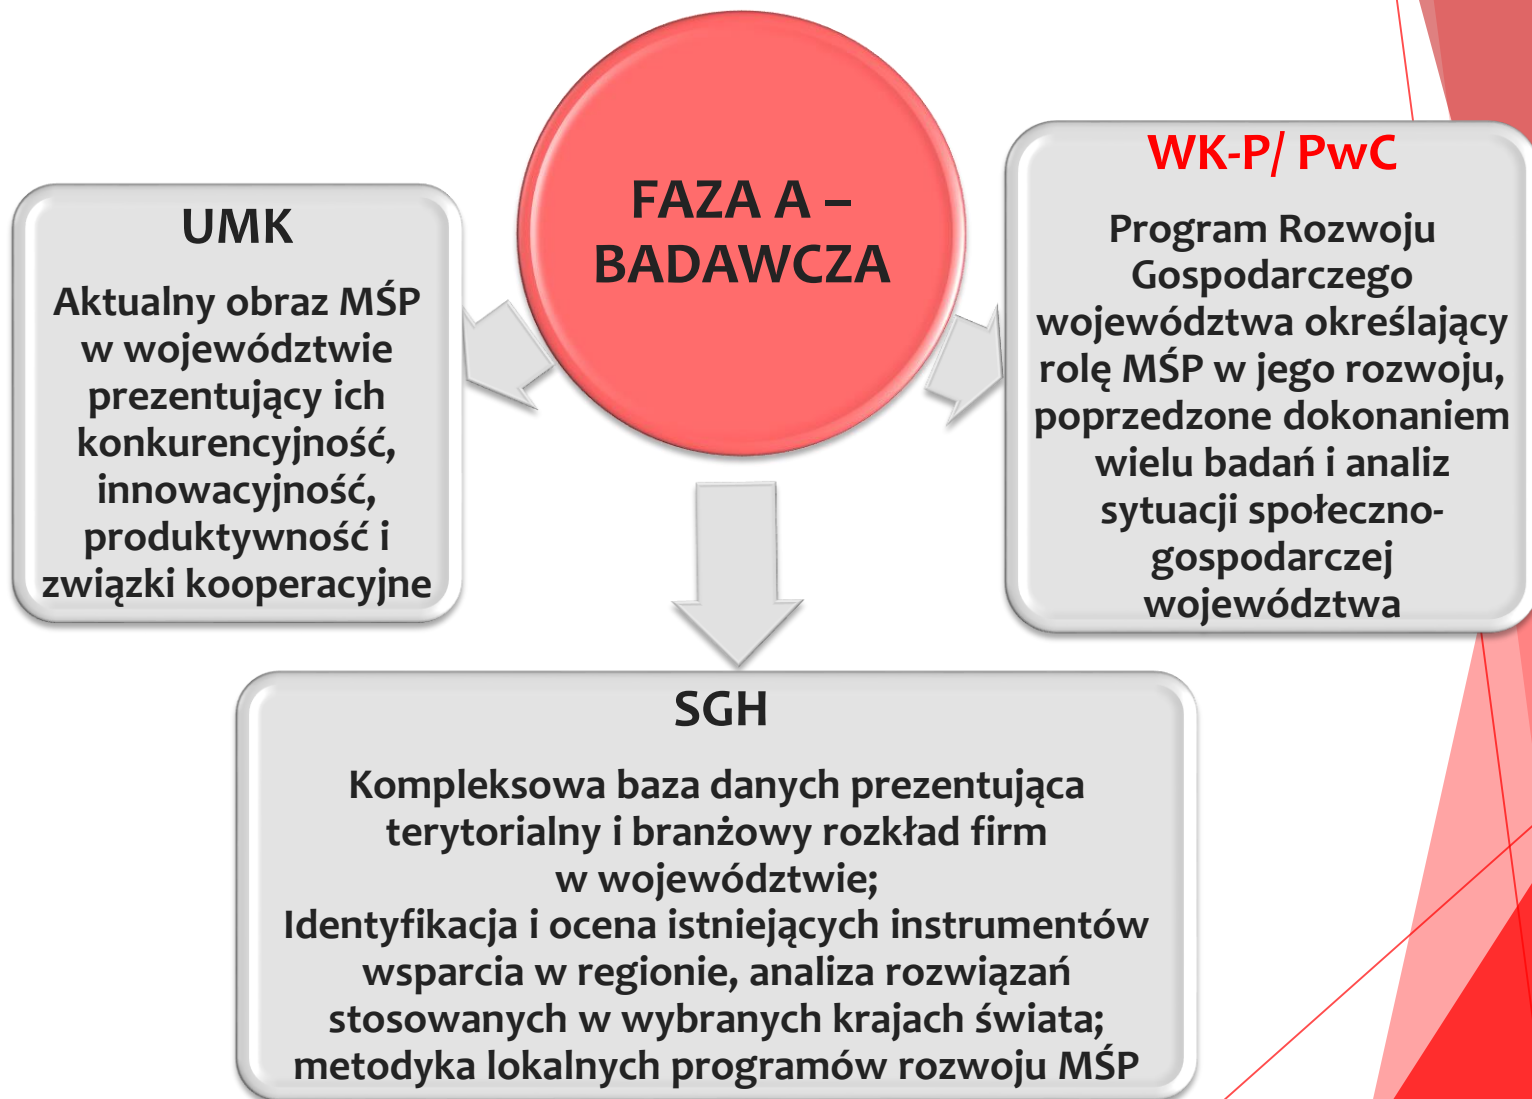 FAZA A –
BADAWCZA
UMK
Aktualny obraz MŚP
w województwie
prezentujący ich
konkurencyjność,
innowacyjność,
produktywność i
związki kooperacyjne
WK-P/ PwC
Program Rozwoju
Gospodarczego
województwa określający
rolę MŚP w jego rozwoju,
poprzedzone dokonaniem
wielu badań i analiz
sytuacji społeczno-
gospodarczej
województwa
SGH
Kompleksowa baza danych prezentująca
terytorialny i branżowy rozkład firm
w województwie;
Identyfikacja i ocena istniejących instrumentów
wsparcia w regionie, analiza rozwiązań
stosowanych w wybranych krajach świata;
metodyka lokalnych programów rozwoju MŚP